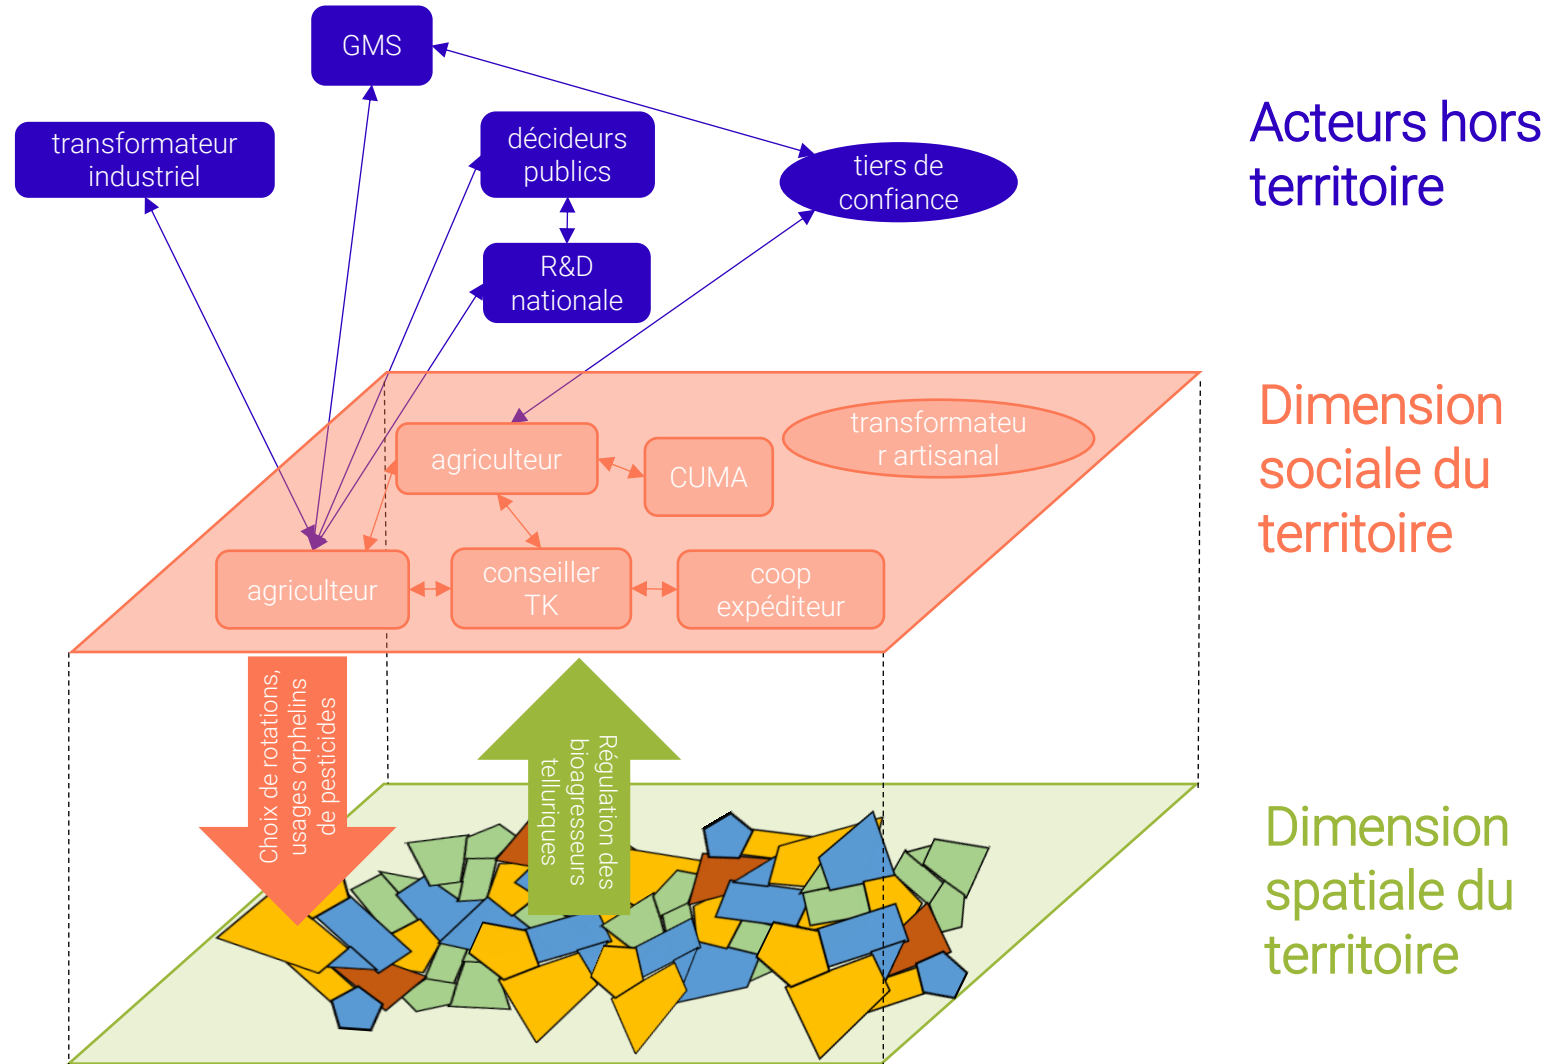 GMS
transformateur
industriel
décideurs
publics
tiers de
confiance
R&D
nationale
Acteurs hors
territoire
agriculteur
CUMA
transformateu
r artisanal
agriculteur
conseiller
TK
coop
expéditeur
Dimension
sociale du
territoire
Choix de rotations,
usages orphelins
de pesticides
Régulation des
bioagresseurs
telluriques
Dimension
spatiale du
territoire